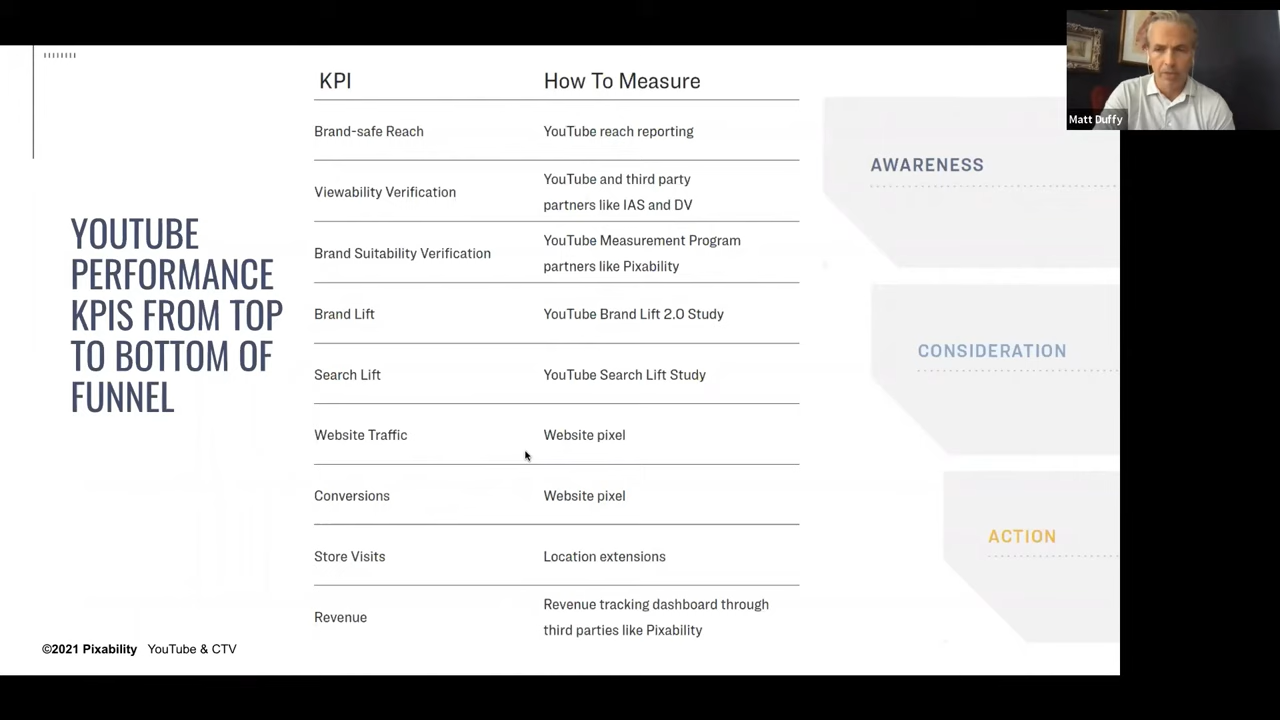 YOUTUBE
PERFORMANCE
KPIS FROM TOP
TO BOTTOM OF
FUNNEL
KPI How To Measure
Brand-safe Reach YouTube reach reporting
Viewability Verification YouTube and third party
partners like IAS and DV
Brand Suitability Verification YouTube Measurement Program
partners like Pixability
Brand Lift YouTube Brand Lift 2.0 Study
Search Lift YouTube Search Lift Study
Website Traffic Website pixel
Conversions Website pixel
Store Visits Location extensions
Revenue Revenue tracking dashboard through
third parties like Pixability
AWARENESS
CONSIDERATION
ACTION
Matt Duffy
©2021 Pixability YouTube & CTV